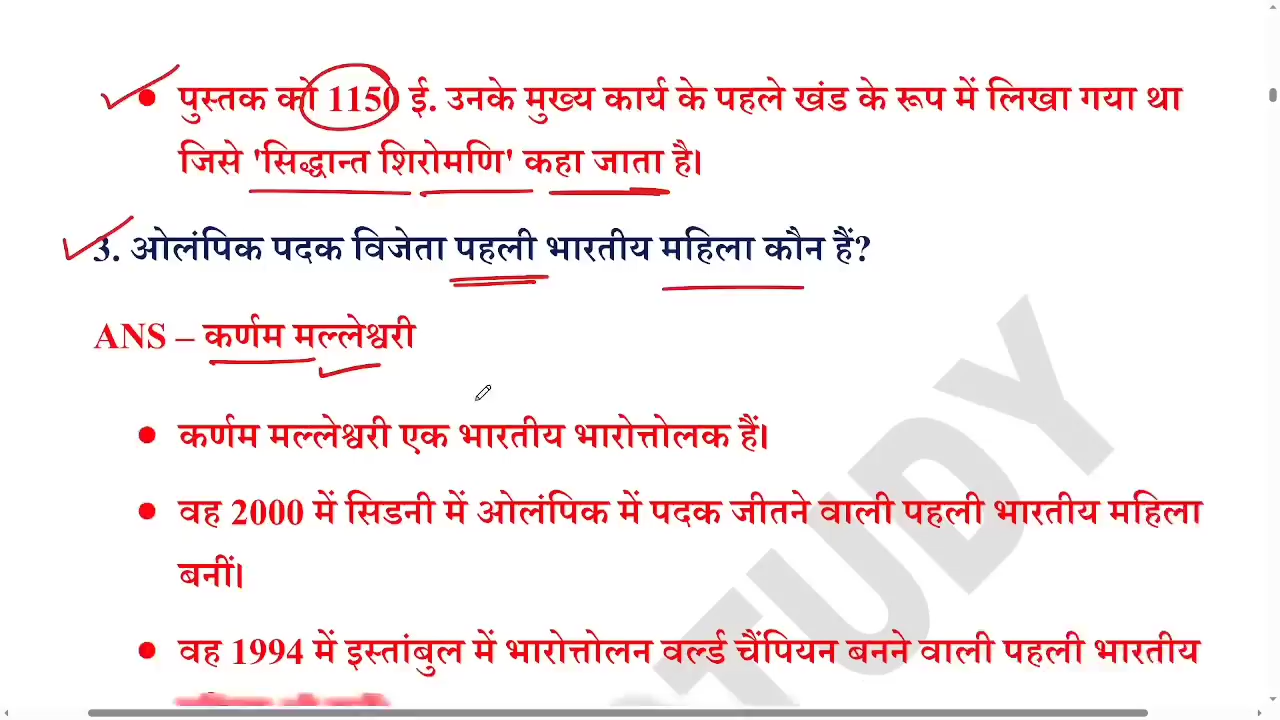 पुस्तक को 1150 ई. उनके मुख्य कार्य के पहले खंड के रूप में लिखा गया था
जिसे 'सिद्धान्त शिरोमणि' कहा जाता है।
3. ओलंपिक पदक विजेता पहली भारतीय महिला कौन हैं?
ANS – कर्णम मल्लेश्वरी
कर्णम मल्लेश्वरी एक भारतीय भारोत्तोलक हैं।
वह 2000 में सिडनी में ओलंपिक में पदक जीतने वाली पहली भारतीय महिला
बनीं।
वह 1994 में इस्तांबुल में भारोत्तोलन वर्ल्ड चैंपियन बनने वाली पहली भारतीय
STUDY